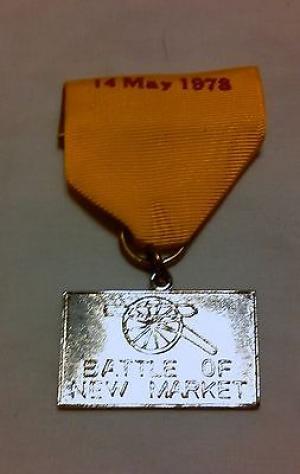 14 May 1978
BATTLE OF
NEW MARKET